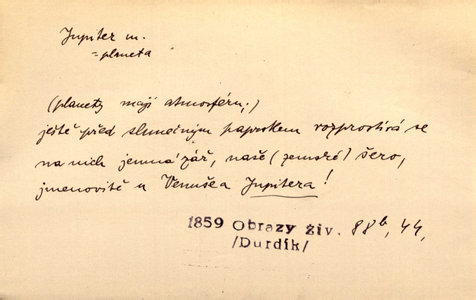 Jupiter m.
= planeta
(planety mají atmosféru,)
ještě před slunečným paprskem rozprostírá se
na nich jemná zář, naše (zemské) šero,
jmenovitě u Venuše a Jupitera!
1859 Obrazy živ. 88b, 44,
/Durdík/